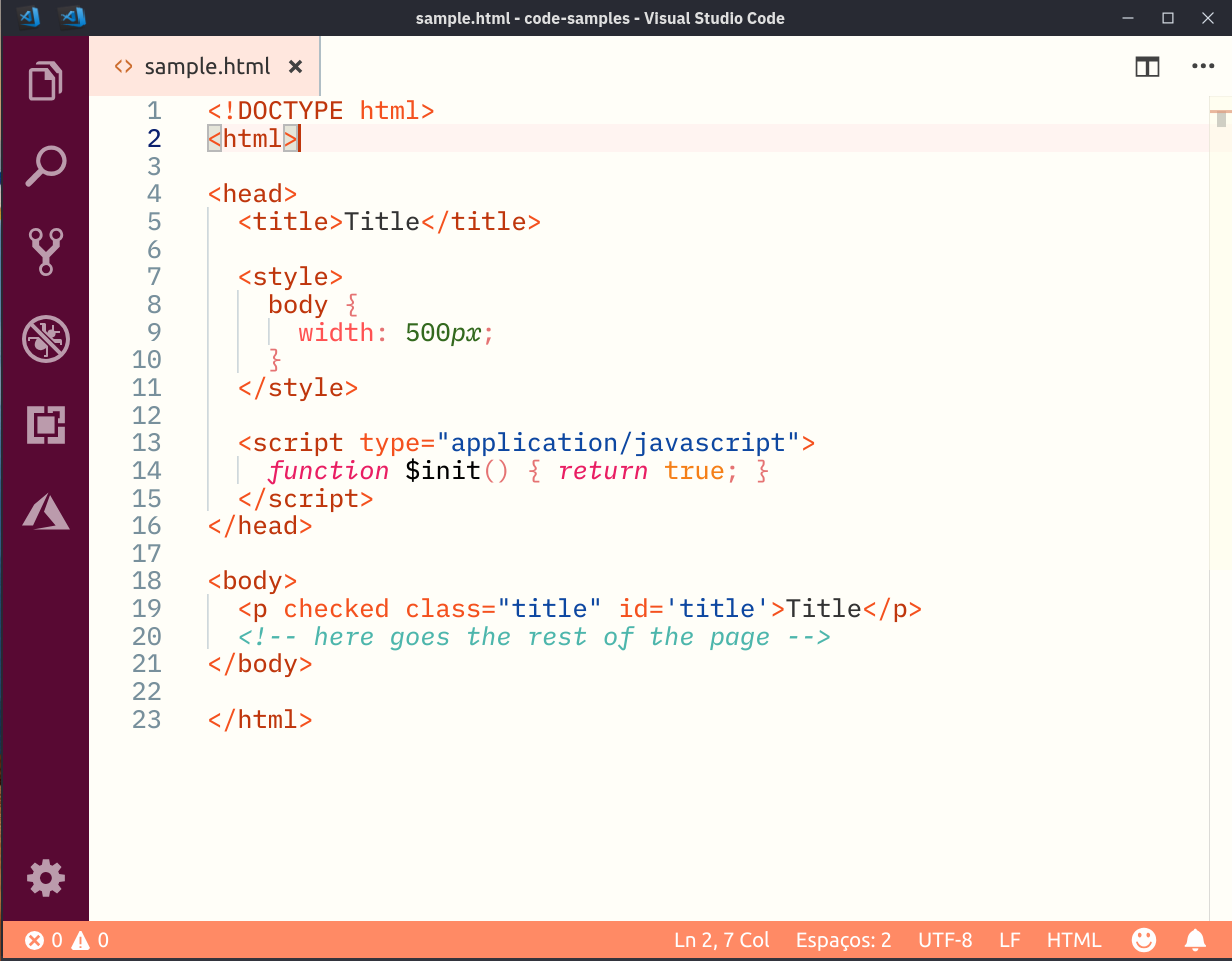 sample.html - code-samples - VIsual Studio Code
sample.html
1 <!DOCTYPE html>
2 <html>
3
4 <head>
5 <title>Title</title>
6
7 <style>
8 body {
9 width: 500px;
10 }
11 </style>
12
13 <script type="application/javascript">
14 function $init() { return true; }
15 </script>
16 </head>
17
18 <body>
19 <p checked class="title" id='title'>Title</p>
20 <!-- here goes the rest of the page -->
21 </body>
22
23 </html>
0 0 Ln 2, 7 Col Espaços: 2 UTF-8 LF HTML